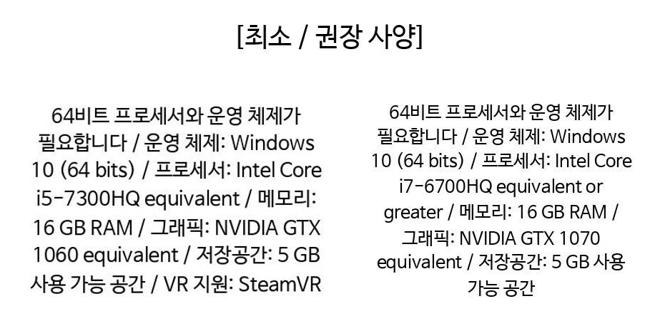 [최소 / 권장 사양]
64비트 프로세서와 운영 체제가
필요합니다 / 운영 체제: Windows
10 (64 bits) / 프로세서: Intel Core
i5-7300HQ equivalent / 메모리:
16 GB RAM / 그래픽: NVIDIA GTX
1060 equivalent / 저장공간: 5 GB
사용 가능 공간 / VR 지원: SteamVR
64비트 프로세서와 운영 체제가
필요합니다 / 운영 체제: Windows
10 (64 bits) / 프로세서: Intel Core
i7-6700HQ equivalent or
greater / 메모리: 16 GB RAM /
그래픽: NVIDIA GTX 1070
equivalent / 저장공간: 5 GB 사용
가능 공간